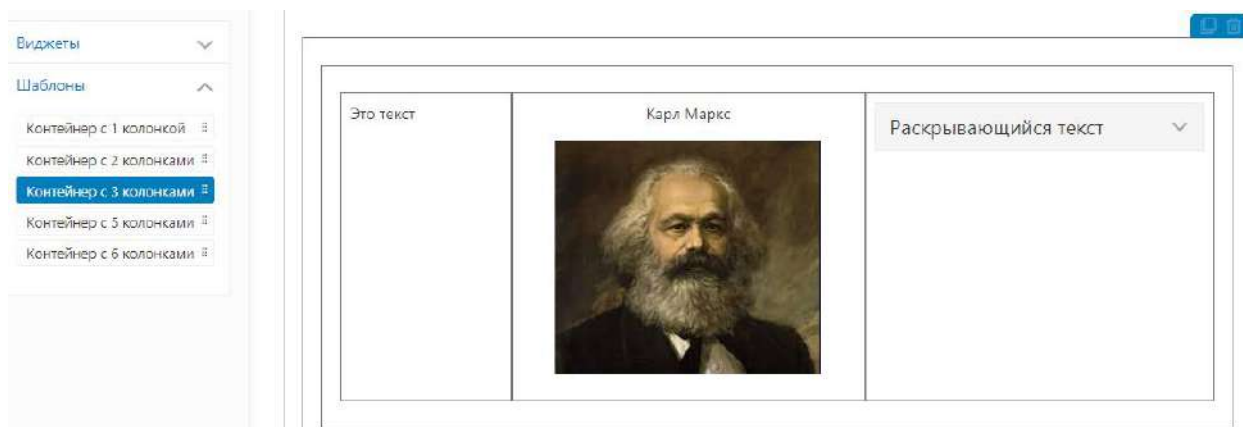 Виджеты
Шаблоны
Контейнер с 1 колонкой
Контейнер с 2 колонками
Контейнер с 3 колонками
Контейнер с 5 колонками
Контейнер с 6 колонками
Это текст
Карл Маркс
Раскрывающийся текст